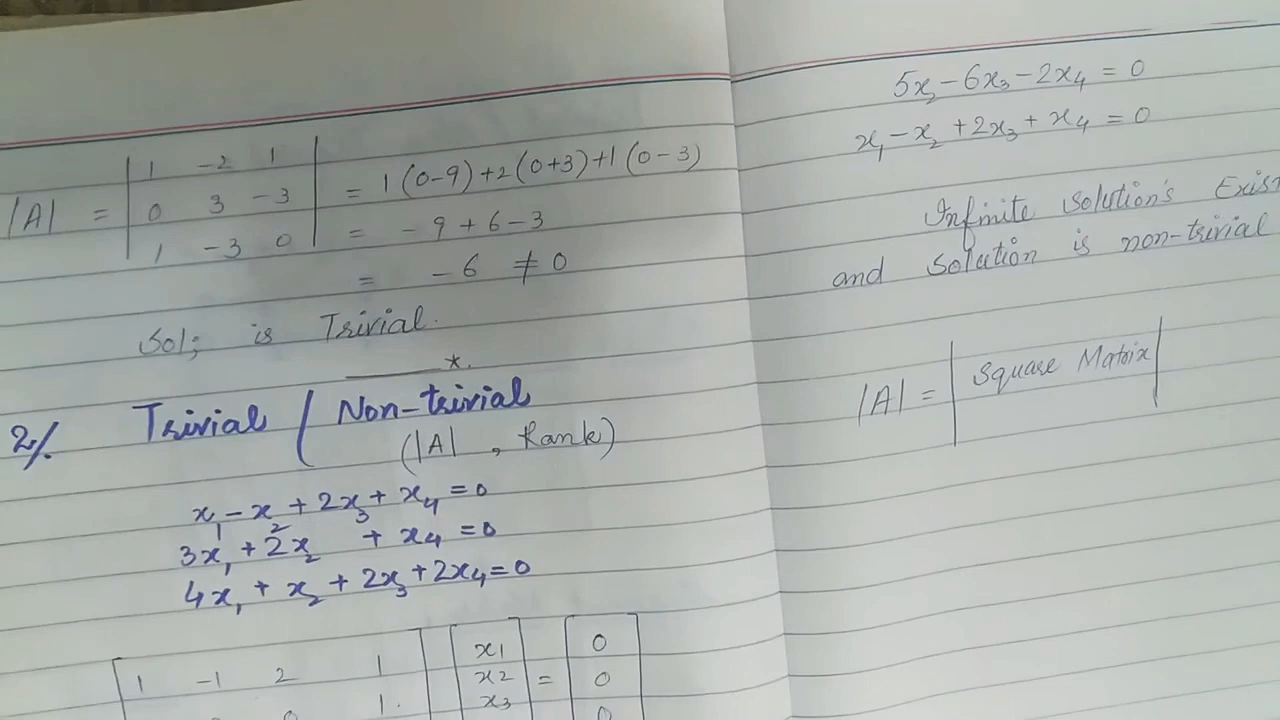 |A| = | 1 -2 1 | = 1(0-9)+2(0+3)+1(0-3)
| 0 3 -3 | = -9+6-3
| 1 -3 0 | = -6 ≠ 0
Sol; is Trivial.
*.
2/. Trivial / Non-trivial
(|A| , Rank)
x₁ - x₂ + 2x₃ + x₄ = 0
3x₁ + 2x₂ + x₄ = 0
4x₁ + x₂ + 2x₃ + 2x₄ = 0
[ 1 -1 2 1 ] [ x1 ] = [ 0 ]
1. x2 0
x3 0
5x₂ - 6x₃ - 2x₄ = 0
x₁ - x₂ + 2x₃ + x₄ = 0
Infinite solution's Exist
and solution is non-trivial
|A| = | Square Matrix |